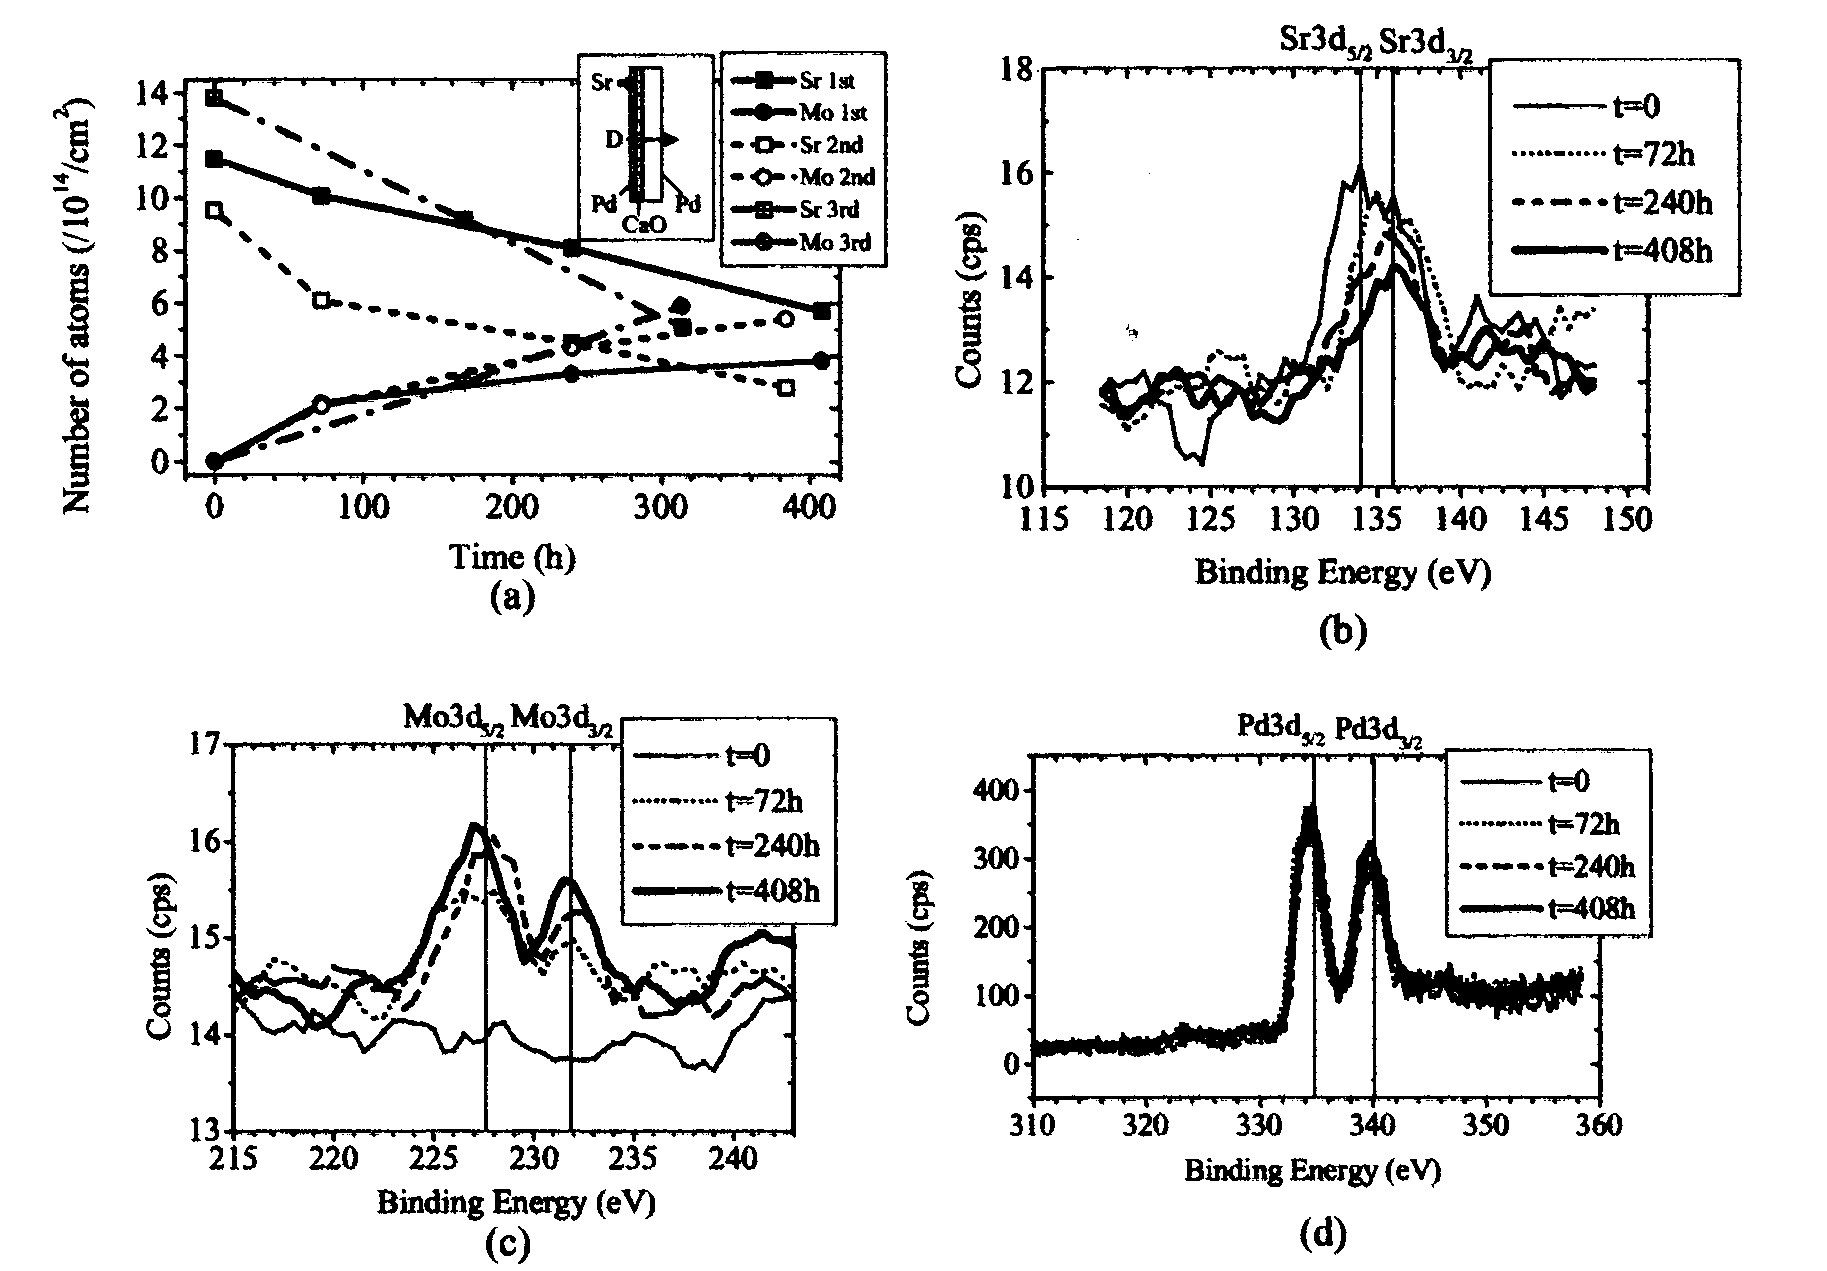 14
12
10
8
6
4
2
0
Number of atoms (/10^14/cm^2)
0 100 200 300 400
Time (h)
(a)
Sr
D
Pd Pd
CaO
Sr 1st
Mo 1st
Sr 2nd
Mo 2nd
Sr 3rd
Mo 3rd
Sr3d5/2 Sr3d3/2
18
16
14
12
10
Counts (cps)
115 120 125 130 135 140 145 150
Binding Energy (eV)
(b)
t=0
t=72h
t=240h
t=408h
Mo3d5/2 Mo3d3/2
17
16
15
14
13
Counts (cps)
215 220 225 230 235 240
Binding Energy (eV)
(c)
t=0
t=72h
t=240h
t=408h
Pd3d5/2 Pd3d3/2
400
300
200
100
0
Counts (cps)
310 320 330 340 350 360
Binding Energy (eV)
(d)
t=0
t=72h
t=240h
t=408h